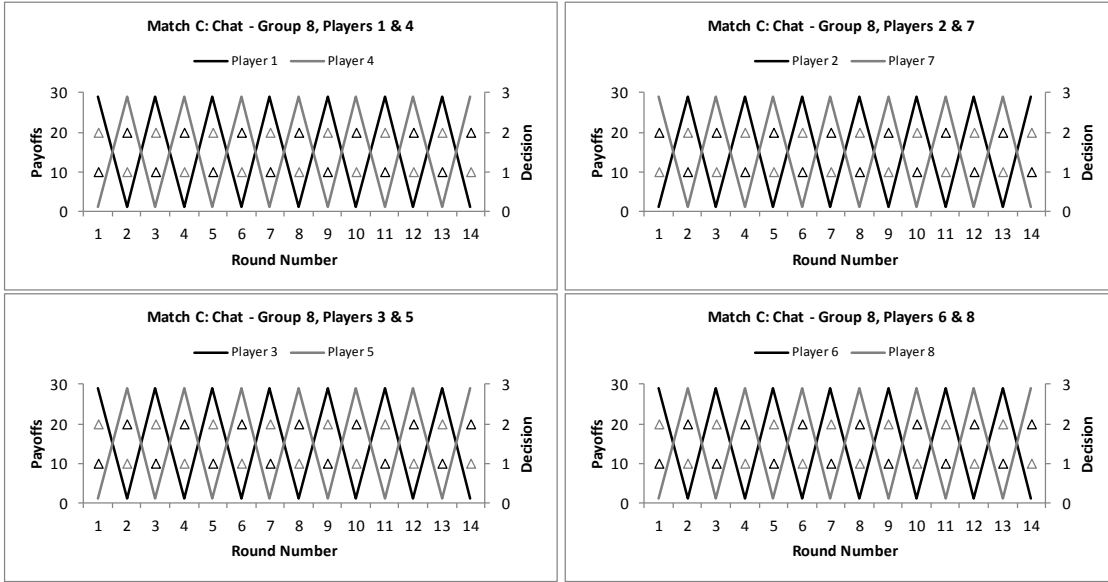 Match C: Chat - Group 8, Players 1 & 4
Player 1 Player 4
30 3
20 2
10 1
0 0
Payoffs
Decision
1 2 3 4 5 6 7 8 9 10 11 12 13 14
Round Number
Match C: Chat - Group 8, Players 2 & 7
Player 2 Player 7
30 3
20 2
10 1
0 0
Payoffs
Decision
1 2 3 4 5 6 7 8 9 10 11 12 13 14
Round Number
Match C: Chat - Group 8, Players 3 & 5
Player 3 Player 5
30 3
20 2
10 1
0 0
Payoffs
Decision
1 2 3 4 5 6 7 8 9 10 11 12 13 14
Round Number
Match C: Chat - Group 8, Players 6 & 8
Player 6 Player 8
30 3
20 2
10 1
0 0
Payoffs
Decision
1 2 3 4 5 6 7 8 9 10 11 12 13 14
Round Number